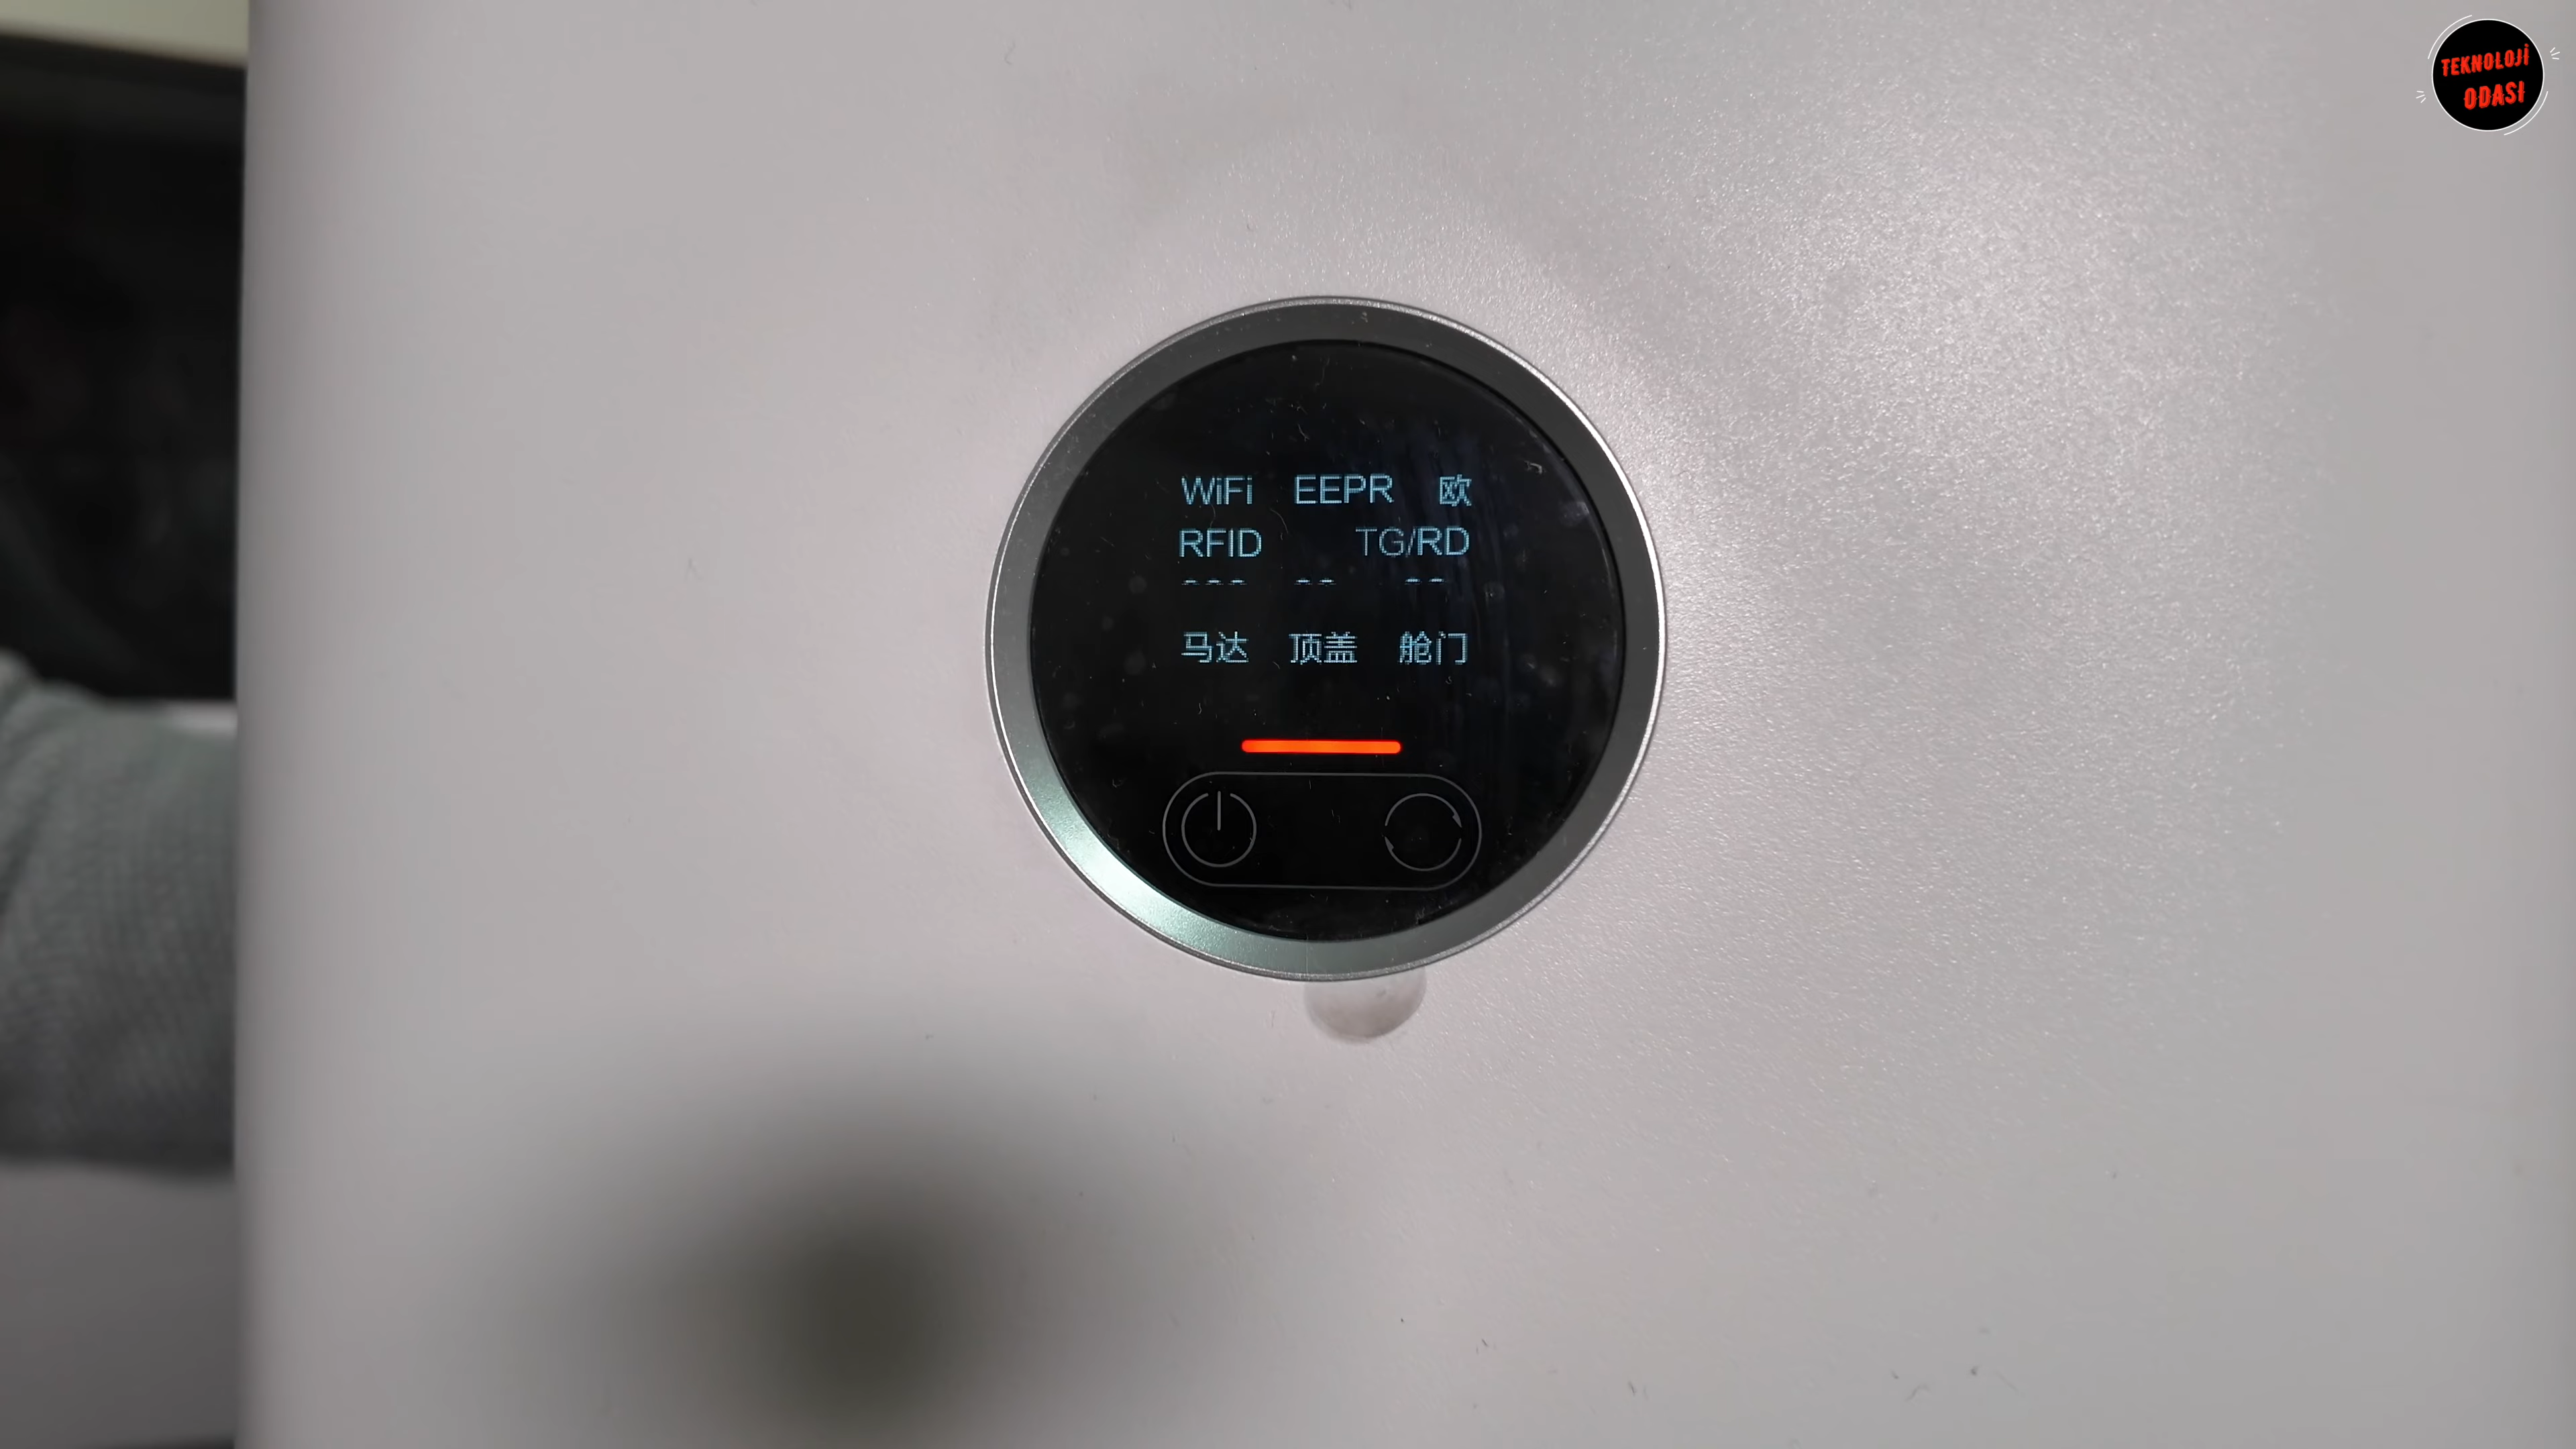 TEKNOLOJİ
ODASI
WiFi EEPR 欧
RFID TG/RD
--- -- --
马达 顶盖 舱门